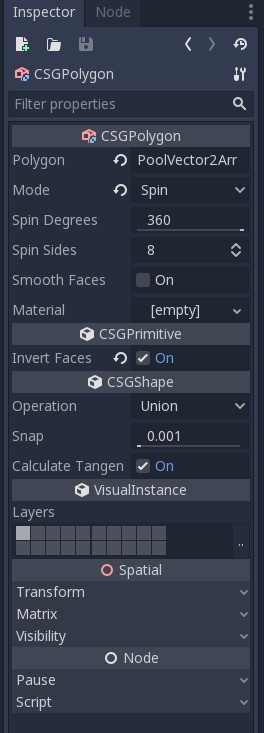 Inspector Node
CSGPolygon
Filter properties
CSGPolygon
Polygon PoolVector2Arr
Mode Spin
Spin Degrees 360
Spin Sides 8
Smooth Faces On
Material [empty]
CSGPrimitive
Invert Faces On
CSGShape
Operation Union
Snap 0.001
Calculate Tangen On
VisualInstance
Layers
..
Spatial
Transform
Matrix
Visibility
Node
Pause
Script